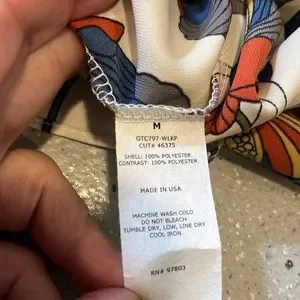 M
GTC797-WLKP
CUT# 46375
SHELL: 100% POLYESTER
CONTRAST: 100% POLYESTER
MADE IN USA
MACHINE WASH COLD
DO NOT BLEACH
TUMBLE DRY, LOW, LINE DRY
COOL IRON
RN# 97803